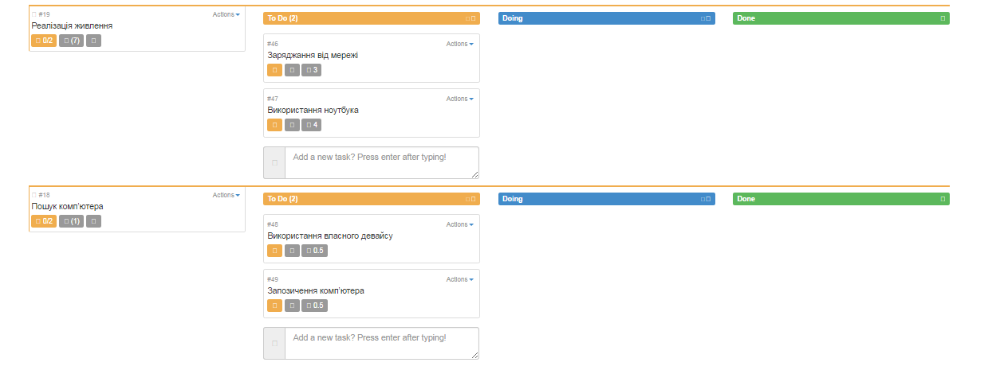 #19 Actions
Реалізація живлення
0/2 (7)
To Do (2)
Doing
Done
#46 Actions
Заряджання від мережі
3
#47 Actions
Використання ноутбука
4
Add a new task? Press enter after typing!
#18 Actions
Пошук комп'ютера
0/2 (1)
To Do (2)
Doing
Done
#48 Actions
Використання власного девайсу
0.5
#49 Actions
Запозичення комп'ютера
0.5
Add a new task? Press enter after typing!